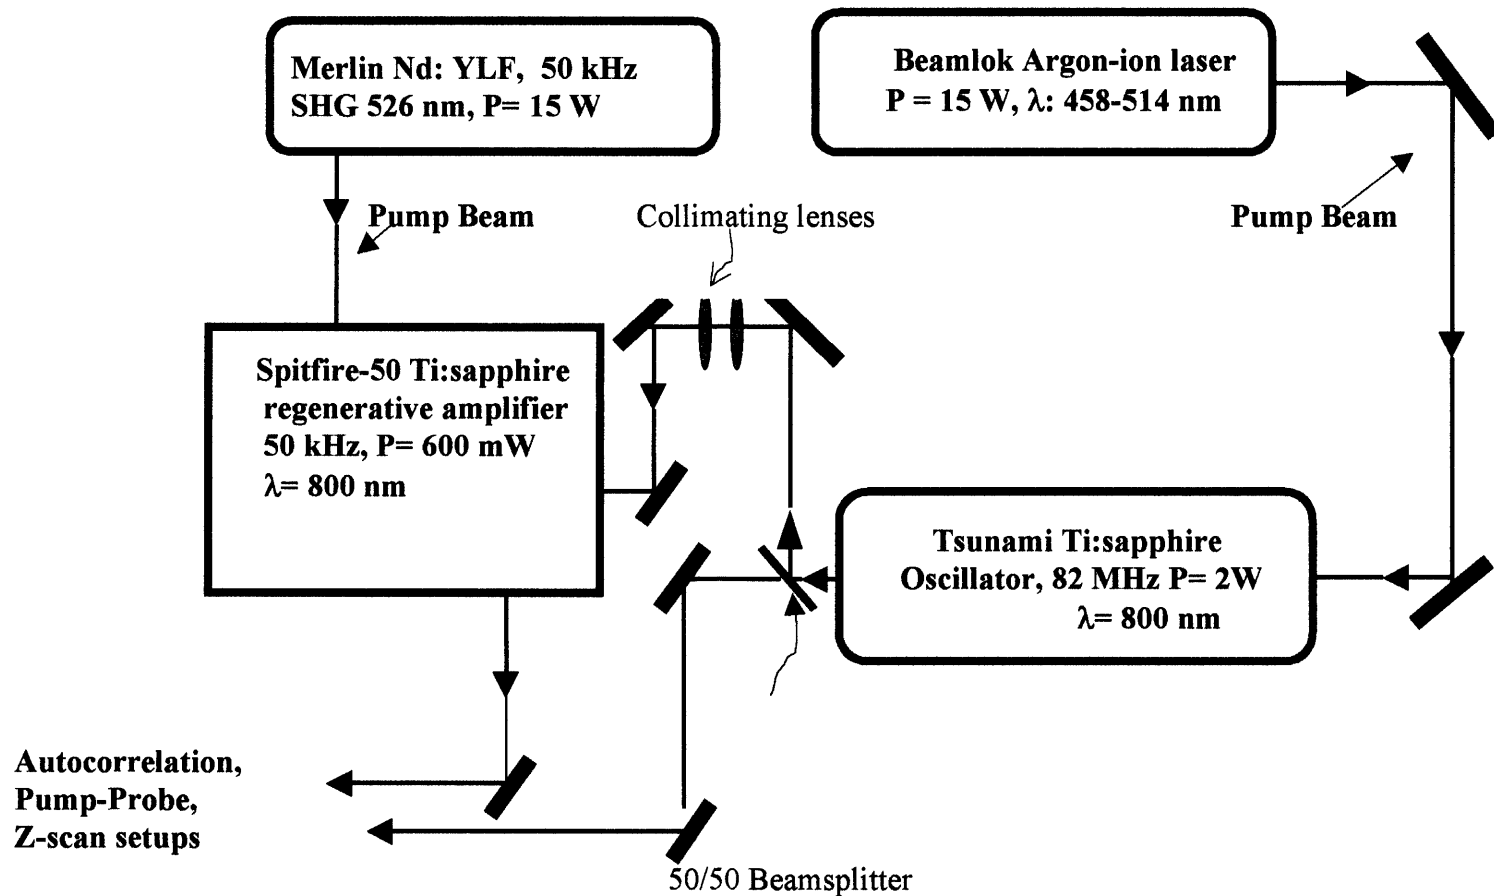 Merlin Nd: YLF, 50 kHz
SHG 526 nm, P= 15 W
Beamlok Argon-ion laser
P = 15 W, λ: 458-514 nm
Pump Beam
Collimating lenses
Pump Beam
Spitfire-50 Ti:sapphire
regenerative amplifier
50 kHz, P= 600 mW
λ= 800 nm
Tsunami Ti:sapphire
Oscillator, 82 MHz P= 2W
λ= 800 nm
Autocorrelation,
Pump-Probe,
Z-scan setups
50/50 Beamsplitter